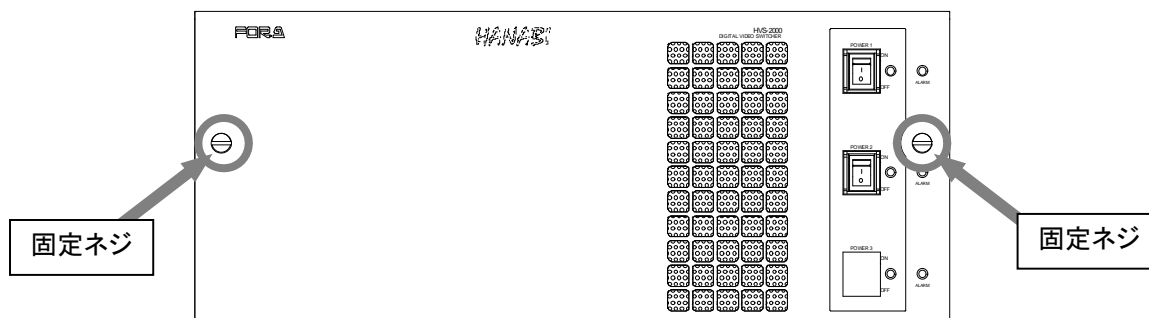 FOR.A
HANABI
HVS-2000
DIGITAL VIDEO SWITCHER
POWER 1
ON
OFF
ALARM
POWER 2
ON
OFF
ALARM
POWER 3
ON
OFF
ALARM
固定ネジ
固定ネジ